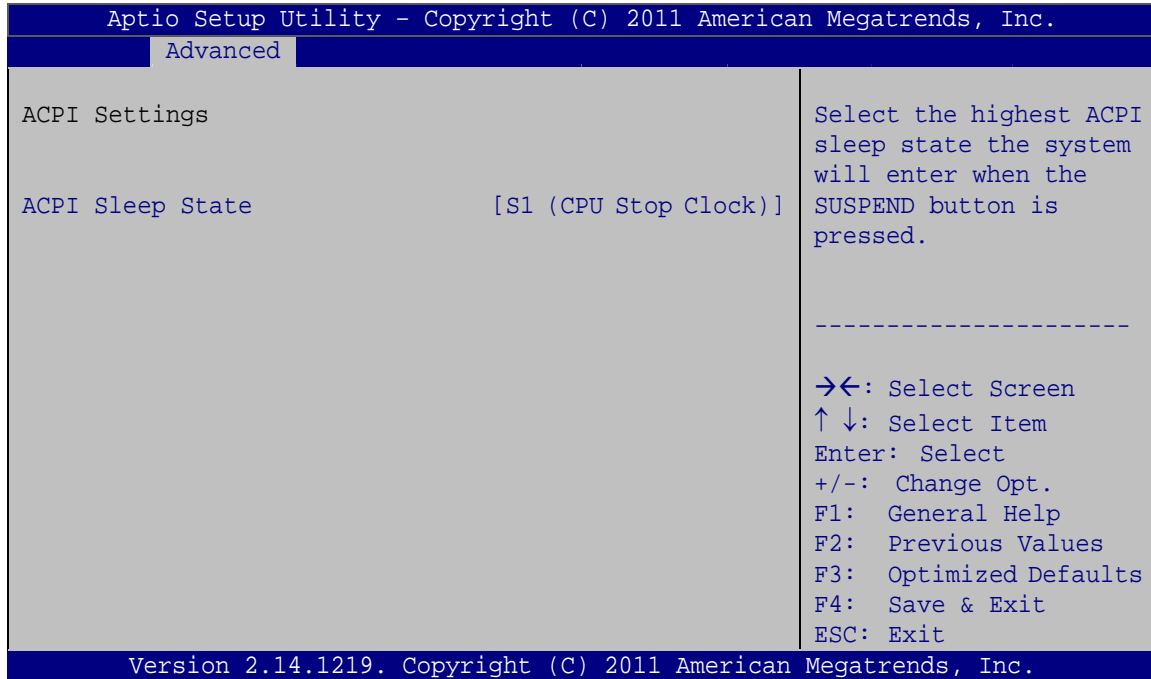 Aptio Setup Utility – Copyright (C) 2011 American Megatrends, Inc.
Advanced
ACPI Settings
ACPI Sleep State [S1 (CPU Stop Clock)]
Select the highest ACPI
sleep state the system
will enter when the
SUSPEND button is
pressed.
----------------------
→←: Select Screen
↑ ↓: Select Item
Enter: Select
+/-: Change Opt.
F1: General Help
F2: Previous Values
F3: Optimized Defaults
F4: Save & Exit
ESC: Exit
Version 2.14.1219. Copyright (C) 2011 American Megatrends, Inc.